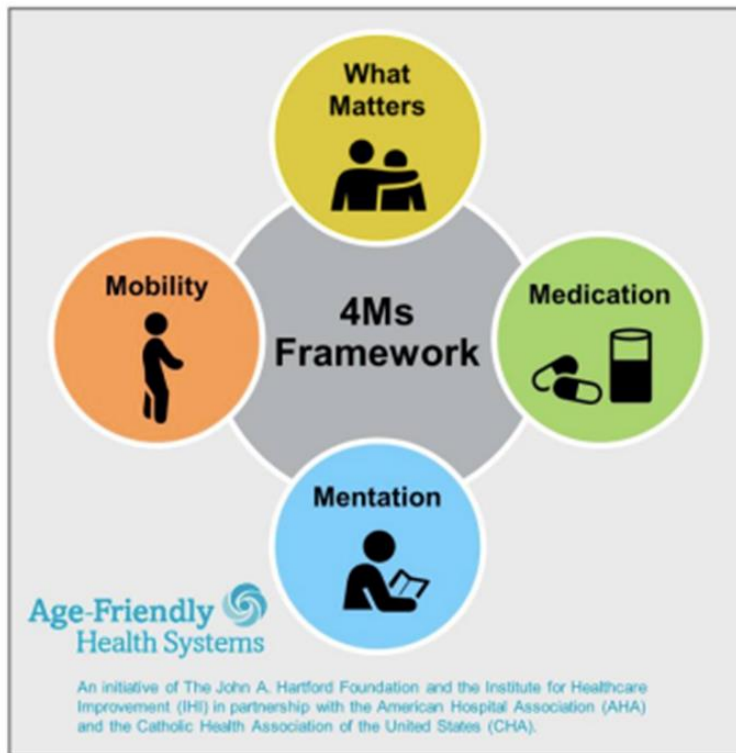 What
Matters
Mobility
4Ms
Framework
Medication
Mentation
Age-Friendly
Health Systems
An initiative of The John A. Hartford Foundation and the Institute for Healthcare
Improvement (IHI) in partnership with the American Hospital Association (AHA)
and the Catholic Health Association of the United States (CHA).